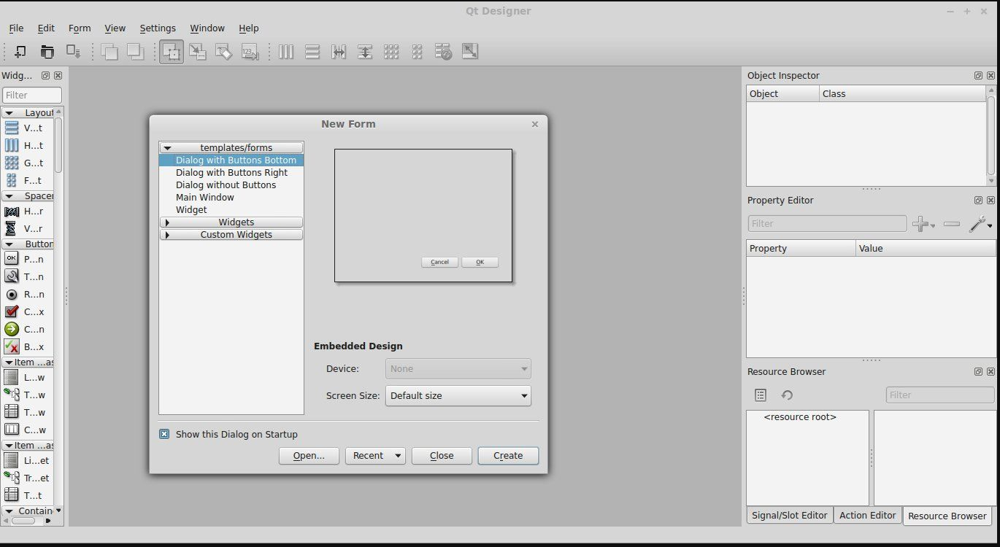 Qt Designer
File Edit Form View Settings Window Help
Widg...
Filter
Layout
V...t
H...t
G...t
F...t
Spacer
H...r
V...r
Button
P...n
T...n
R...n
C...x
C...n
B...x
Item ...as
L...w
T...w
T...w
C...w
Item ...as
Li...et
Tr...et
T...t
Contain
New Form
templates/forms
Dialog with Buttons Bottom
Dialog with Buttons Right
Dialog without Buttons
Main Window
Widget
Widgets
Custom Widgets
Cancel OK
Embedded Design
Device: None
Screen Size: Default size
Show this Dialog on Startup
Open... Recent Close Create
Object Inspector
Object Class
Property Editor
Filter
Property Value
Resource Browser
Filter
<resource root>
Signal/Slot Editor Action Editor Resource Browser